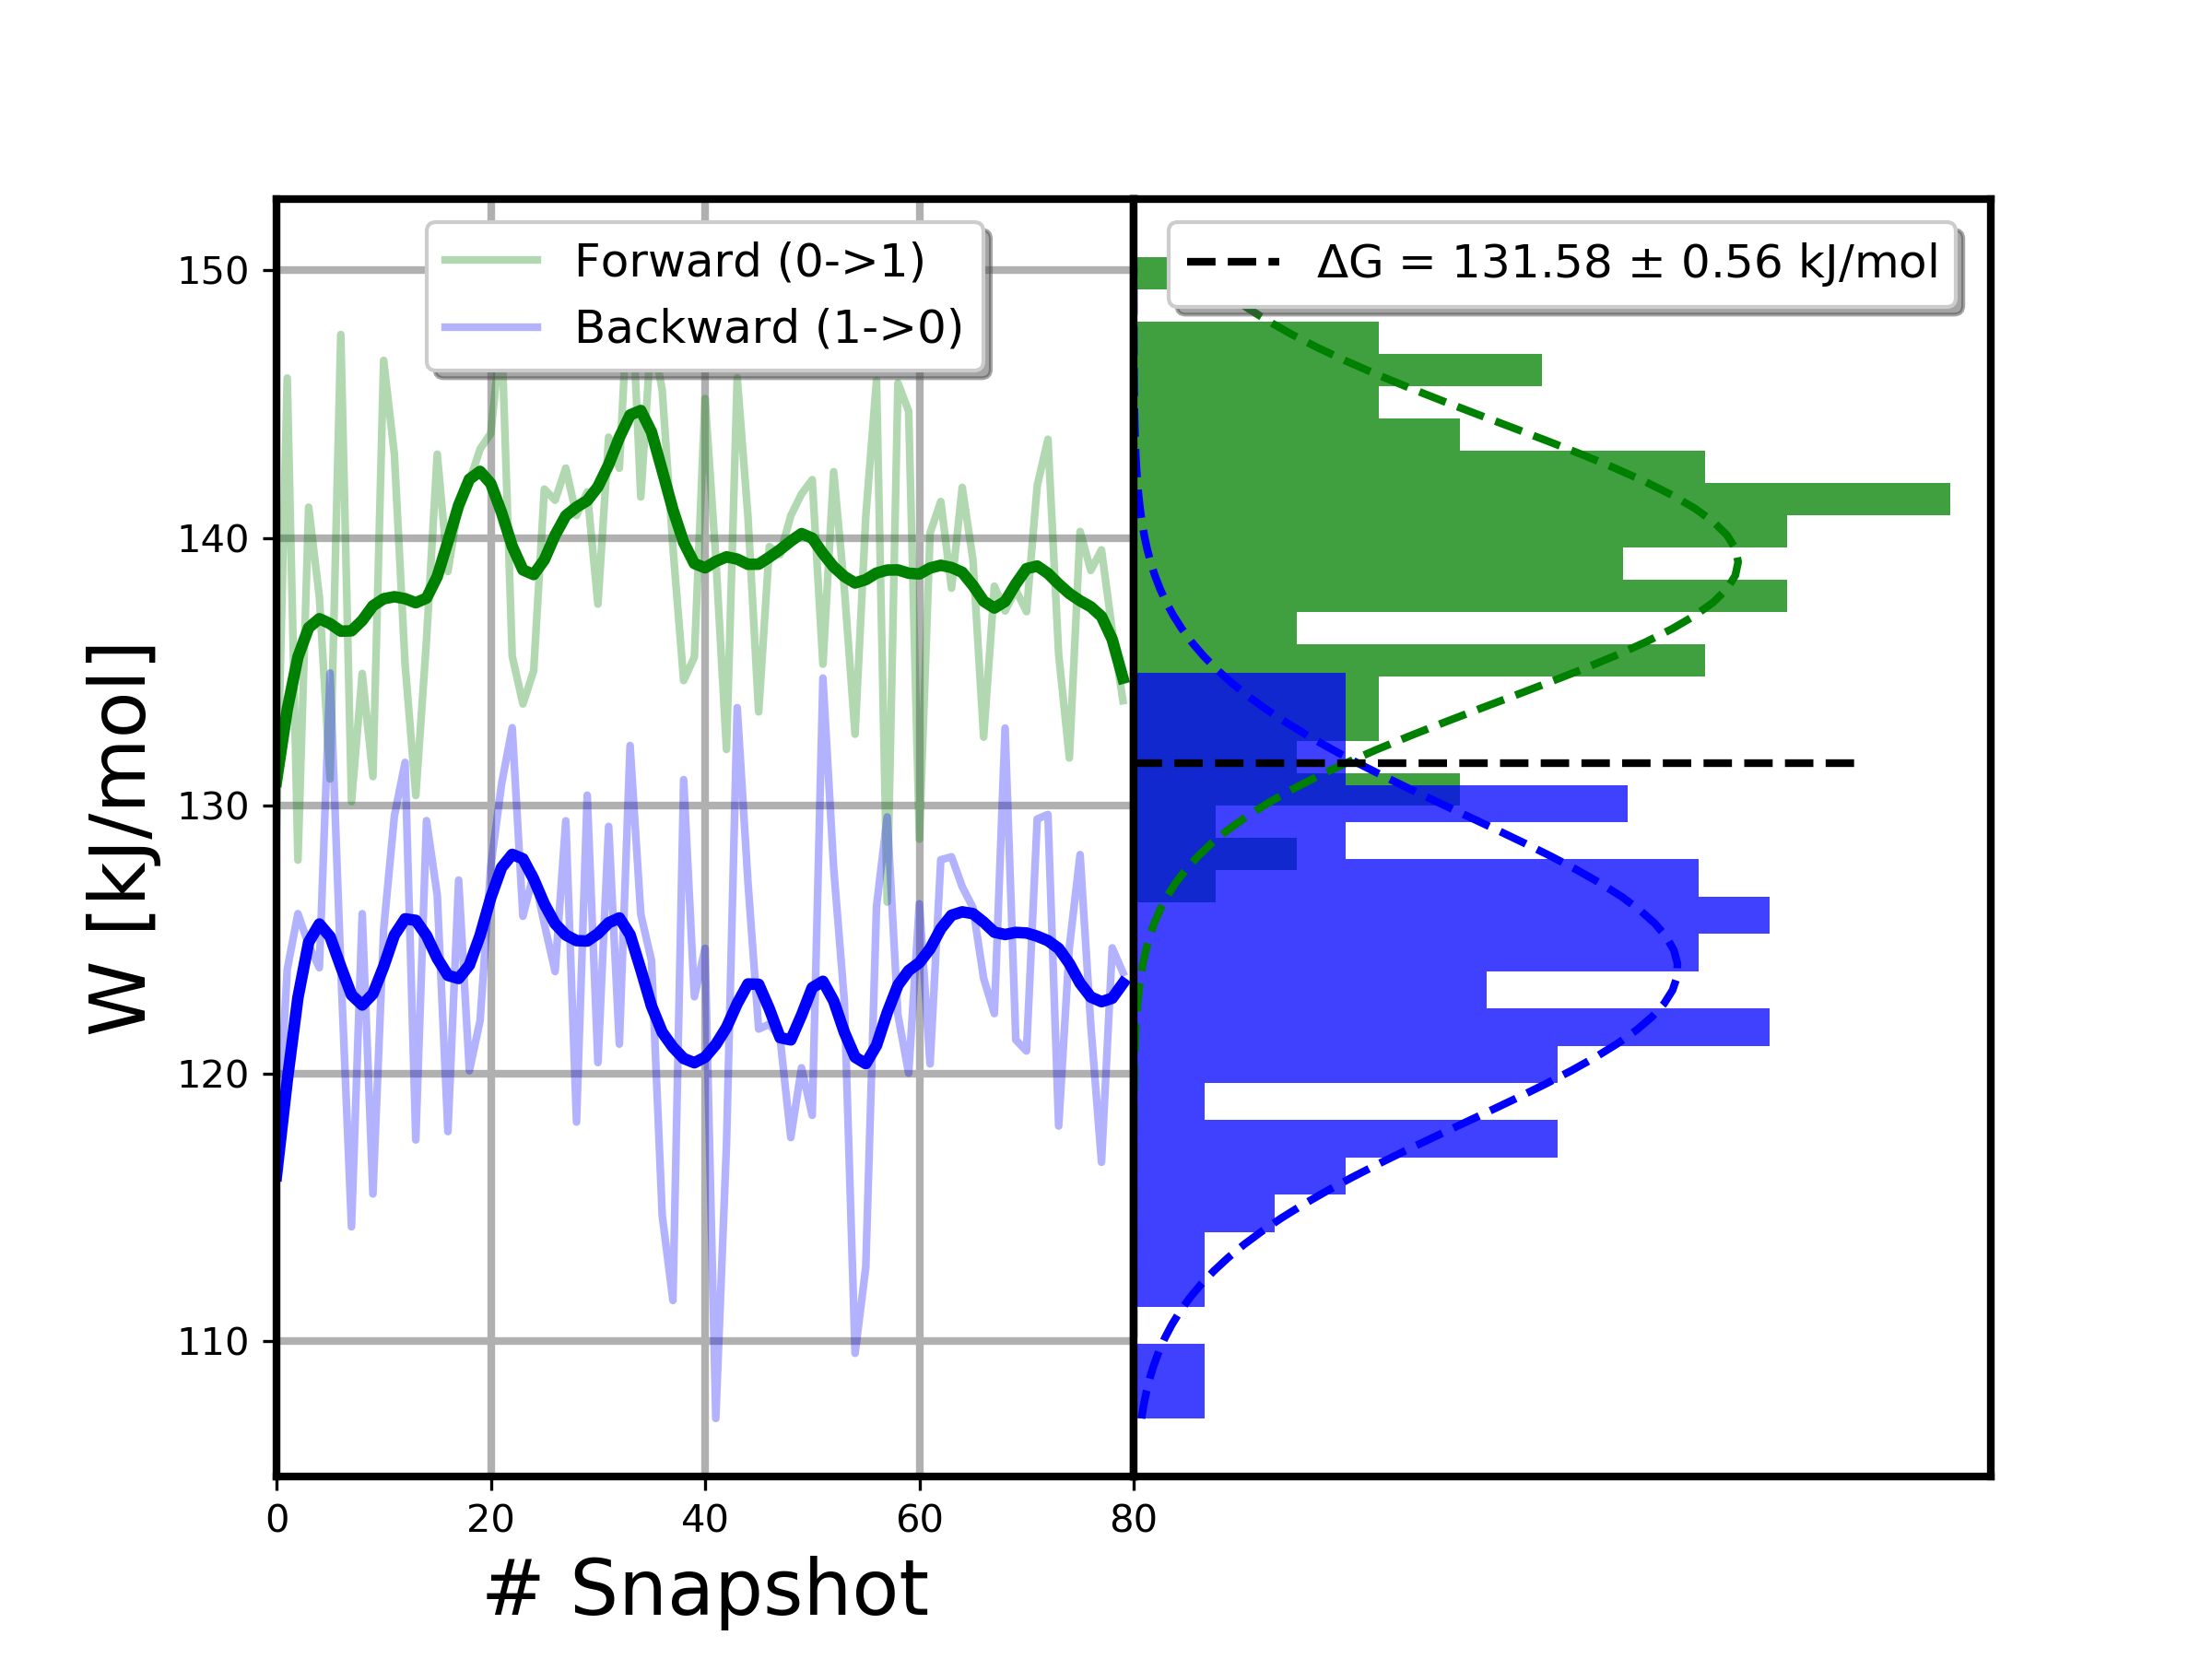 Forward (0->1)
Backward (1->0)
ΔG = 131.58 ± 0.56 kJ/mol
150
140
130
120
110
W [kJ/mol]
0 20 40 60 80
# Snapshot